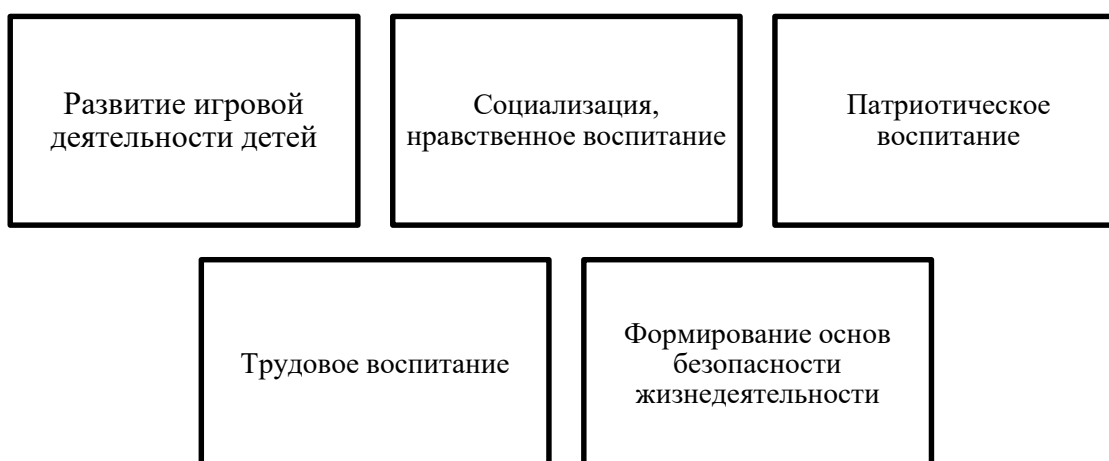 Развитие игровой
деятельности детей
Социализация,
нравственное воспитание
Патриотическое
воспитание
Трудовое воспитание
Формирование основ
безопасности
жизнедеятельности